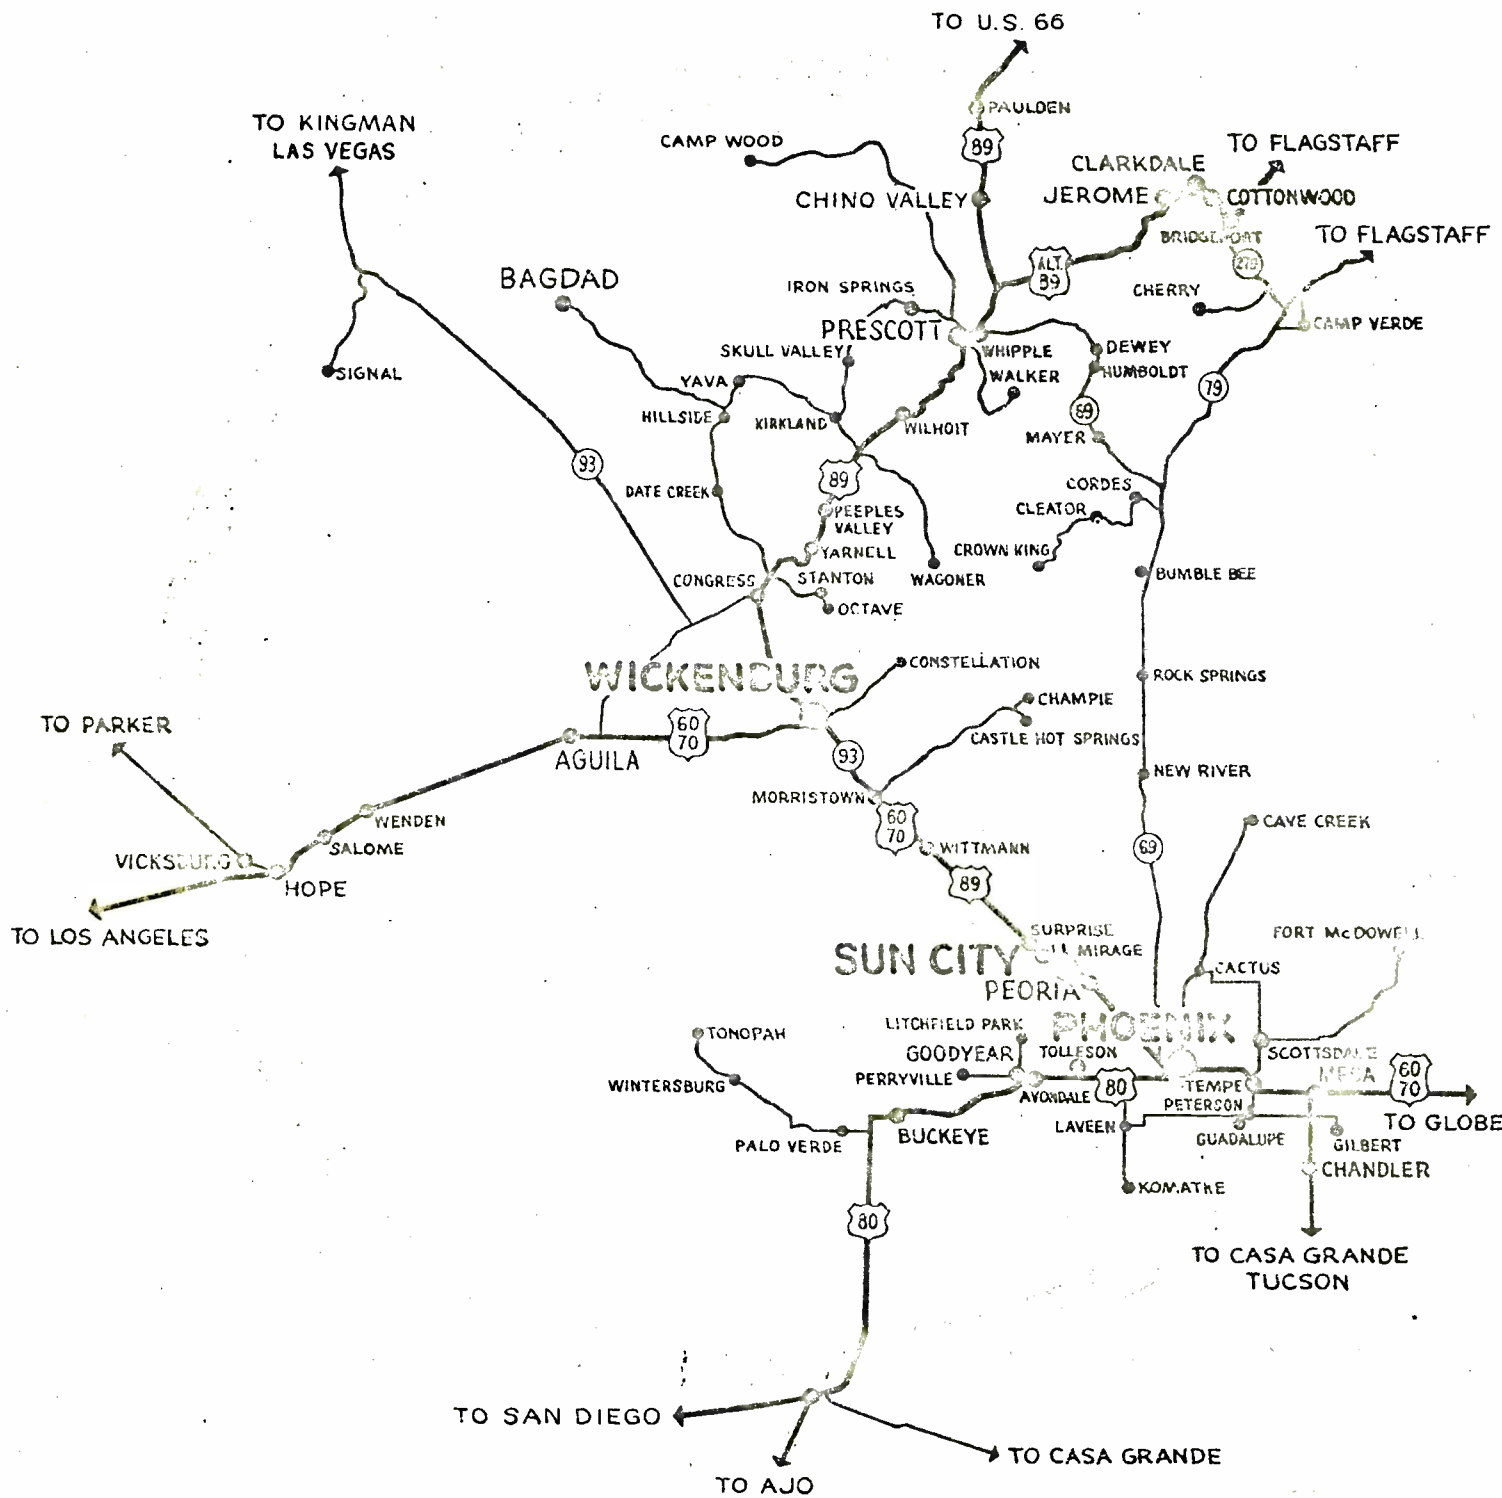 TO U.S. 66
PAULDEN
89
TO KINGMAN
LAS VEGAS
CAMP WOOD
TO FLAGSTAFF
CLARKDALE
JEROME
COTTONWOOD
CHINO VALLEY
BRIDGEPORT
TO FLAGSTAFF
279
ALT.
89
BAGDAD
IRON SPRINGS
CHERRY
CAMP VERDE
PRESCOTT
WHIPPLE
DEWEY
SKULL VALLEY
SIGNAL
YAVA
WALKER
HUMBOLDT
79
69
HILLSIDE
KIRKLAND
WILHOIT
MAYER
93
89
DATE CREEK
CORDES
PEEPLES
VALLEY
CLEATOR
YARNELL
CROWN KING
CONGRESS
STANTON
WAGONER
BUMBLE BEE
OCTAVE
WICKENBURG
CONSTELLATION
ROCK SPRINGS
CHAMPIE
TO PARKER
60
70
CASTLE HOT SPRINGS
AGUILA
93
NEW RIVER
MORRISTOWN
WENDEN
60
70
CAVE CREEK
SALOME
WITTMANN
69
VICKSBURG
HOPE
89
TO LOS ANGELES
SURPRISE
FORT McDOWELL
SUN CITY
MIRAGE
CACTUS
PEORIA
TONOPAH
LITCHFIELD PARK
PHOENIX
GOODYEAR
TOLLESON
SCOTTSDALE
WINTERSBURG
PERRYVILLE
MESA
60
70
80
TEMPE
AVONDALE
PETERSON
BUCKEYE
LAVEEN
TO GLOBE
PALO VERDE
GUADALUPE
GILBERT
CHANDLER
KOMATKE
80
TO CASA GRANDE
TUCSON
TO SAN DIEGO
TO CASA GRANDE
TO AJO